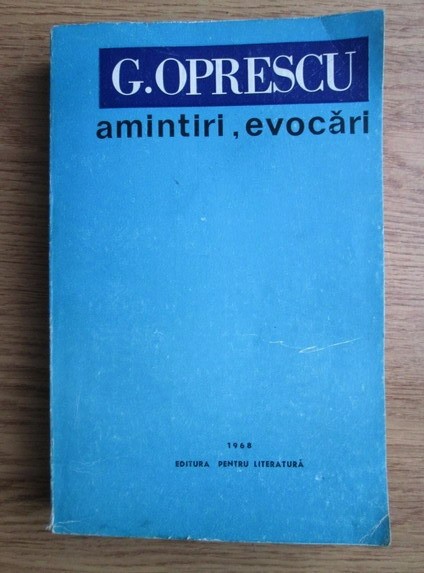 G.OPRESCU
amintiri, evocări
1968
EDITURA PENTRU LITERATURĂ